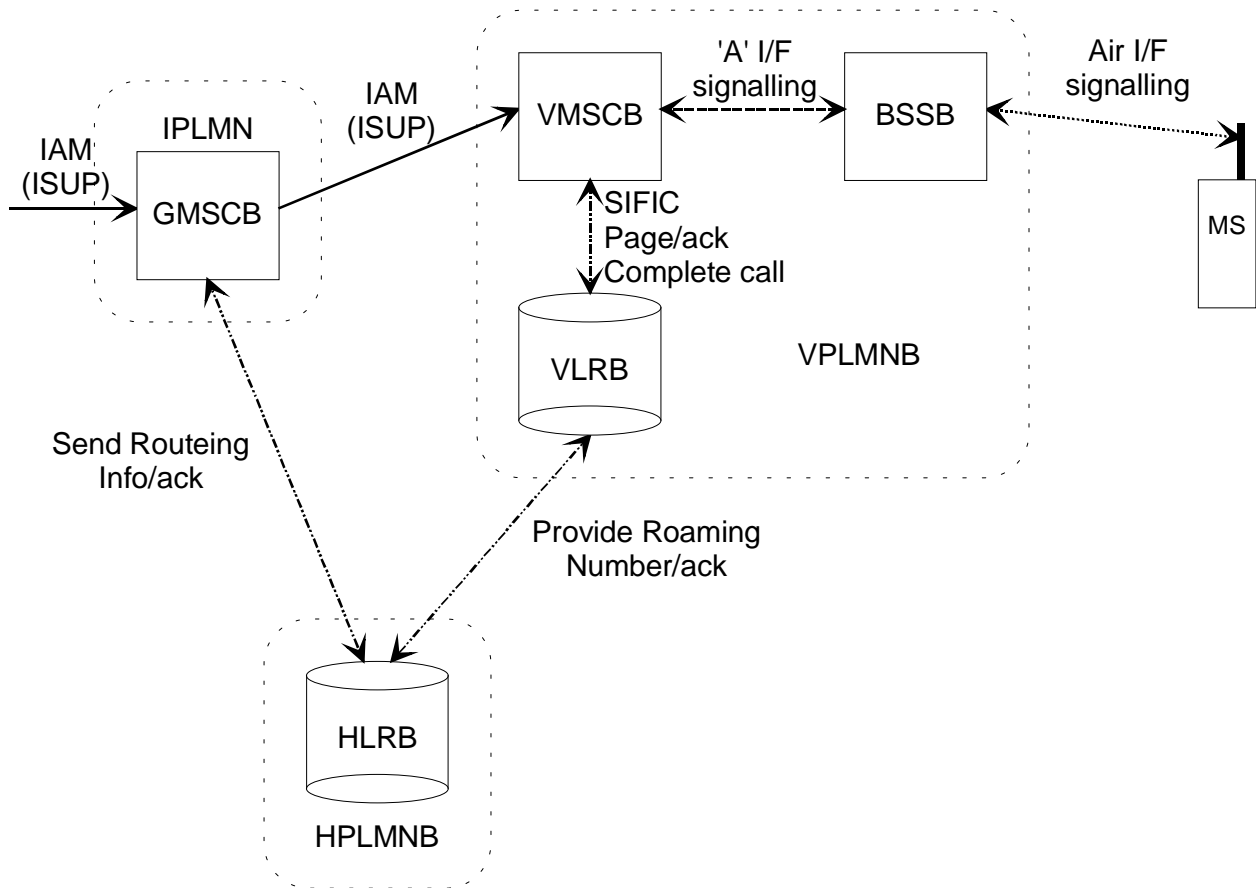 IAM
(ISUP)
IPLMN
GMSCB
IAM
(ISUP)
VMSCB
'A' I/F
signalling
BSSB
Air I/F
signalling
MS
SIFIC
Page/ack
Complete call
VLRB
VPLMNB
Send Routeing
Info/ack
Provide Roaming
Number/ack
HLRB
HPLMNB